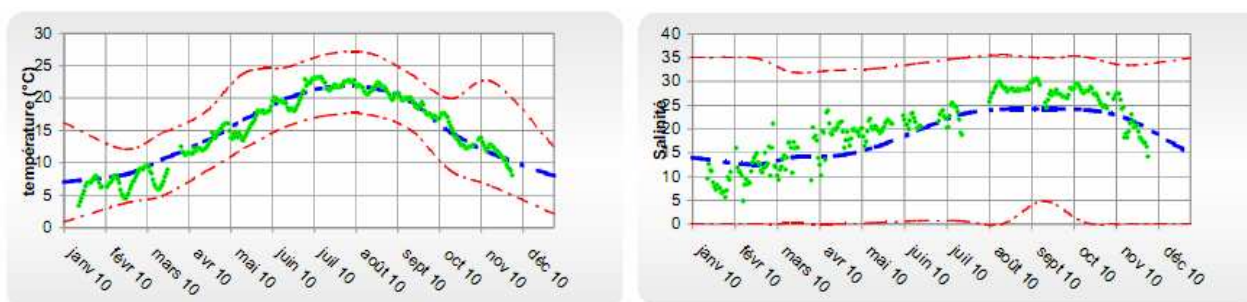 température (°C)
30
25
20
15
10
5
0
janv 10
févr 10
mars 10
avr 10
mai 10
juin 10
juil 10
août 10
sept 10
oct 10
nov 10
déc 10
Salinité
40
35
30
25
20
15
10
5
0
janv 10
févr 10
mars 10
avr 10
mai 10
juin 10
juil 10
août 10
sept 10
oct 10
nov 10
déc 10